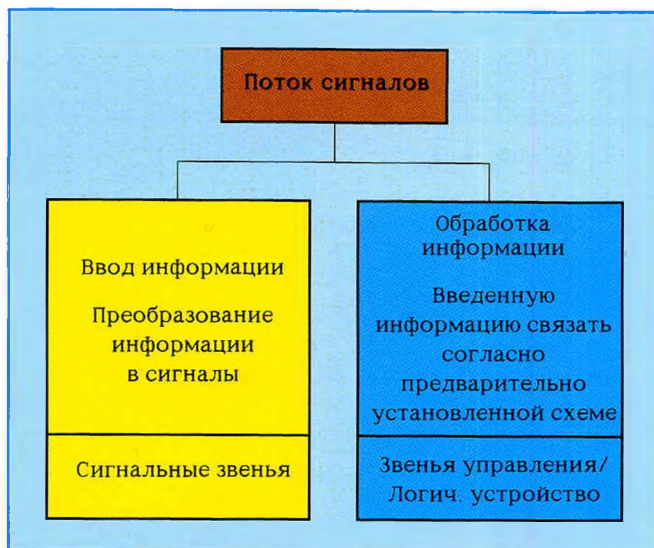 Поток сигналов
Ввод информации
Преобразование
информации
в сигналы
Сигнальные звенья
Обработка
информации
Введенную
информацию связать
согласно
предварительно
установленной схеме
Звенья управления/
Логич. устройство